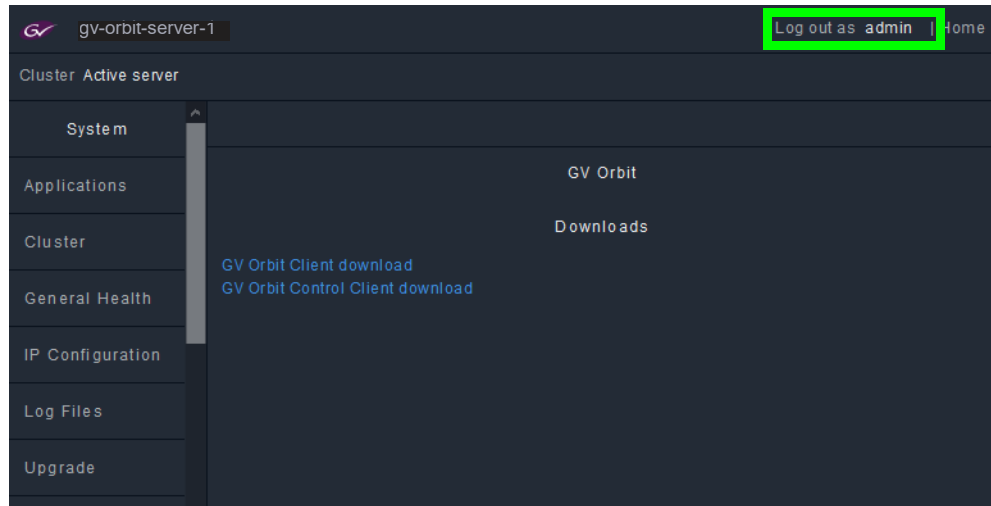 GV gv-orbit-server-1 Log out as admin | Home
Cluster Active server
System
Applications
Cluster
General Health
IP Configuration
Log Files
Upgrade
GV Orbit
Downloads
GV Orbit Client download
GV Orbit Control Client download